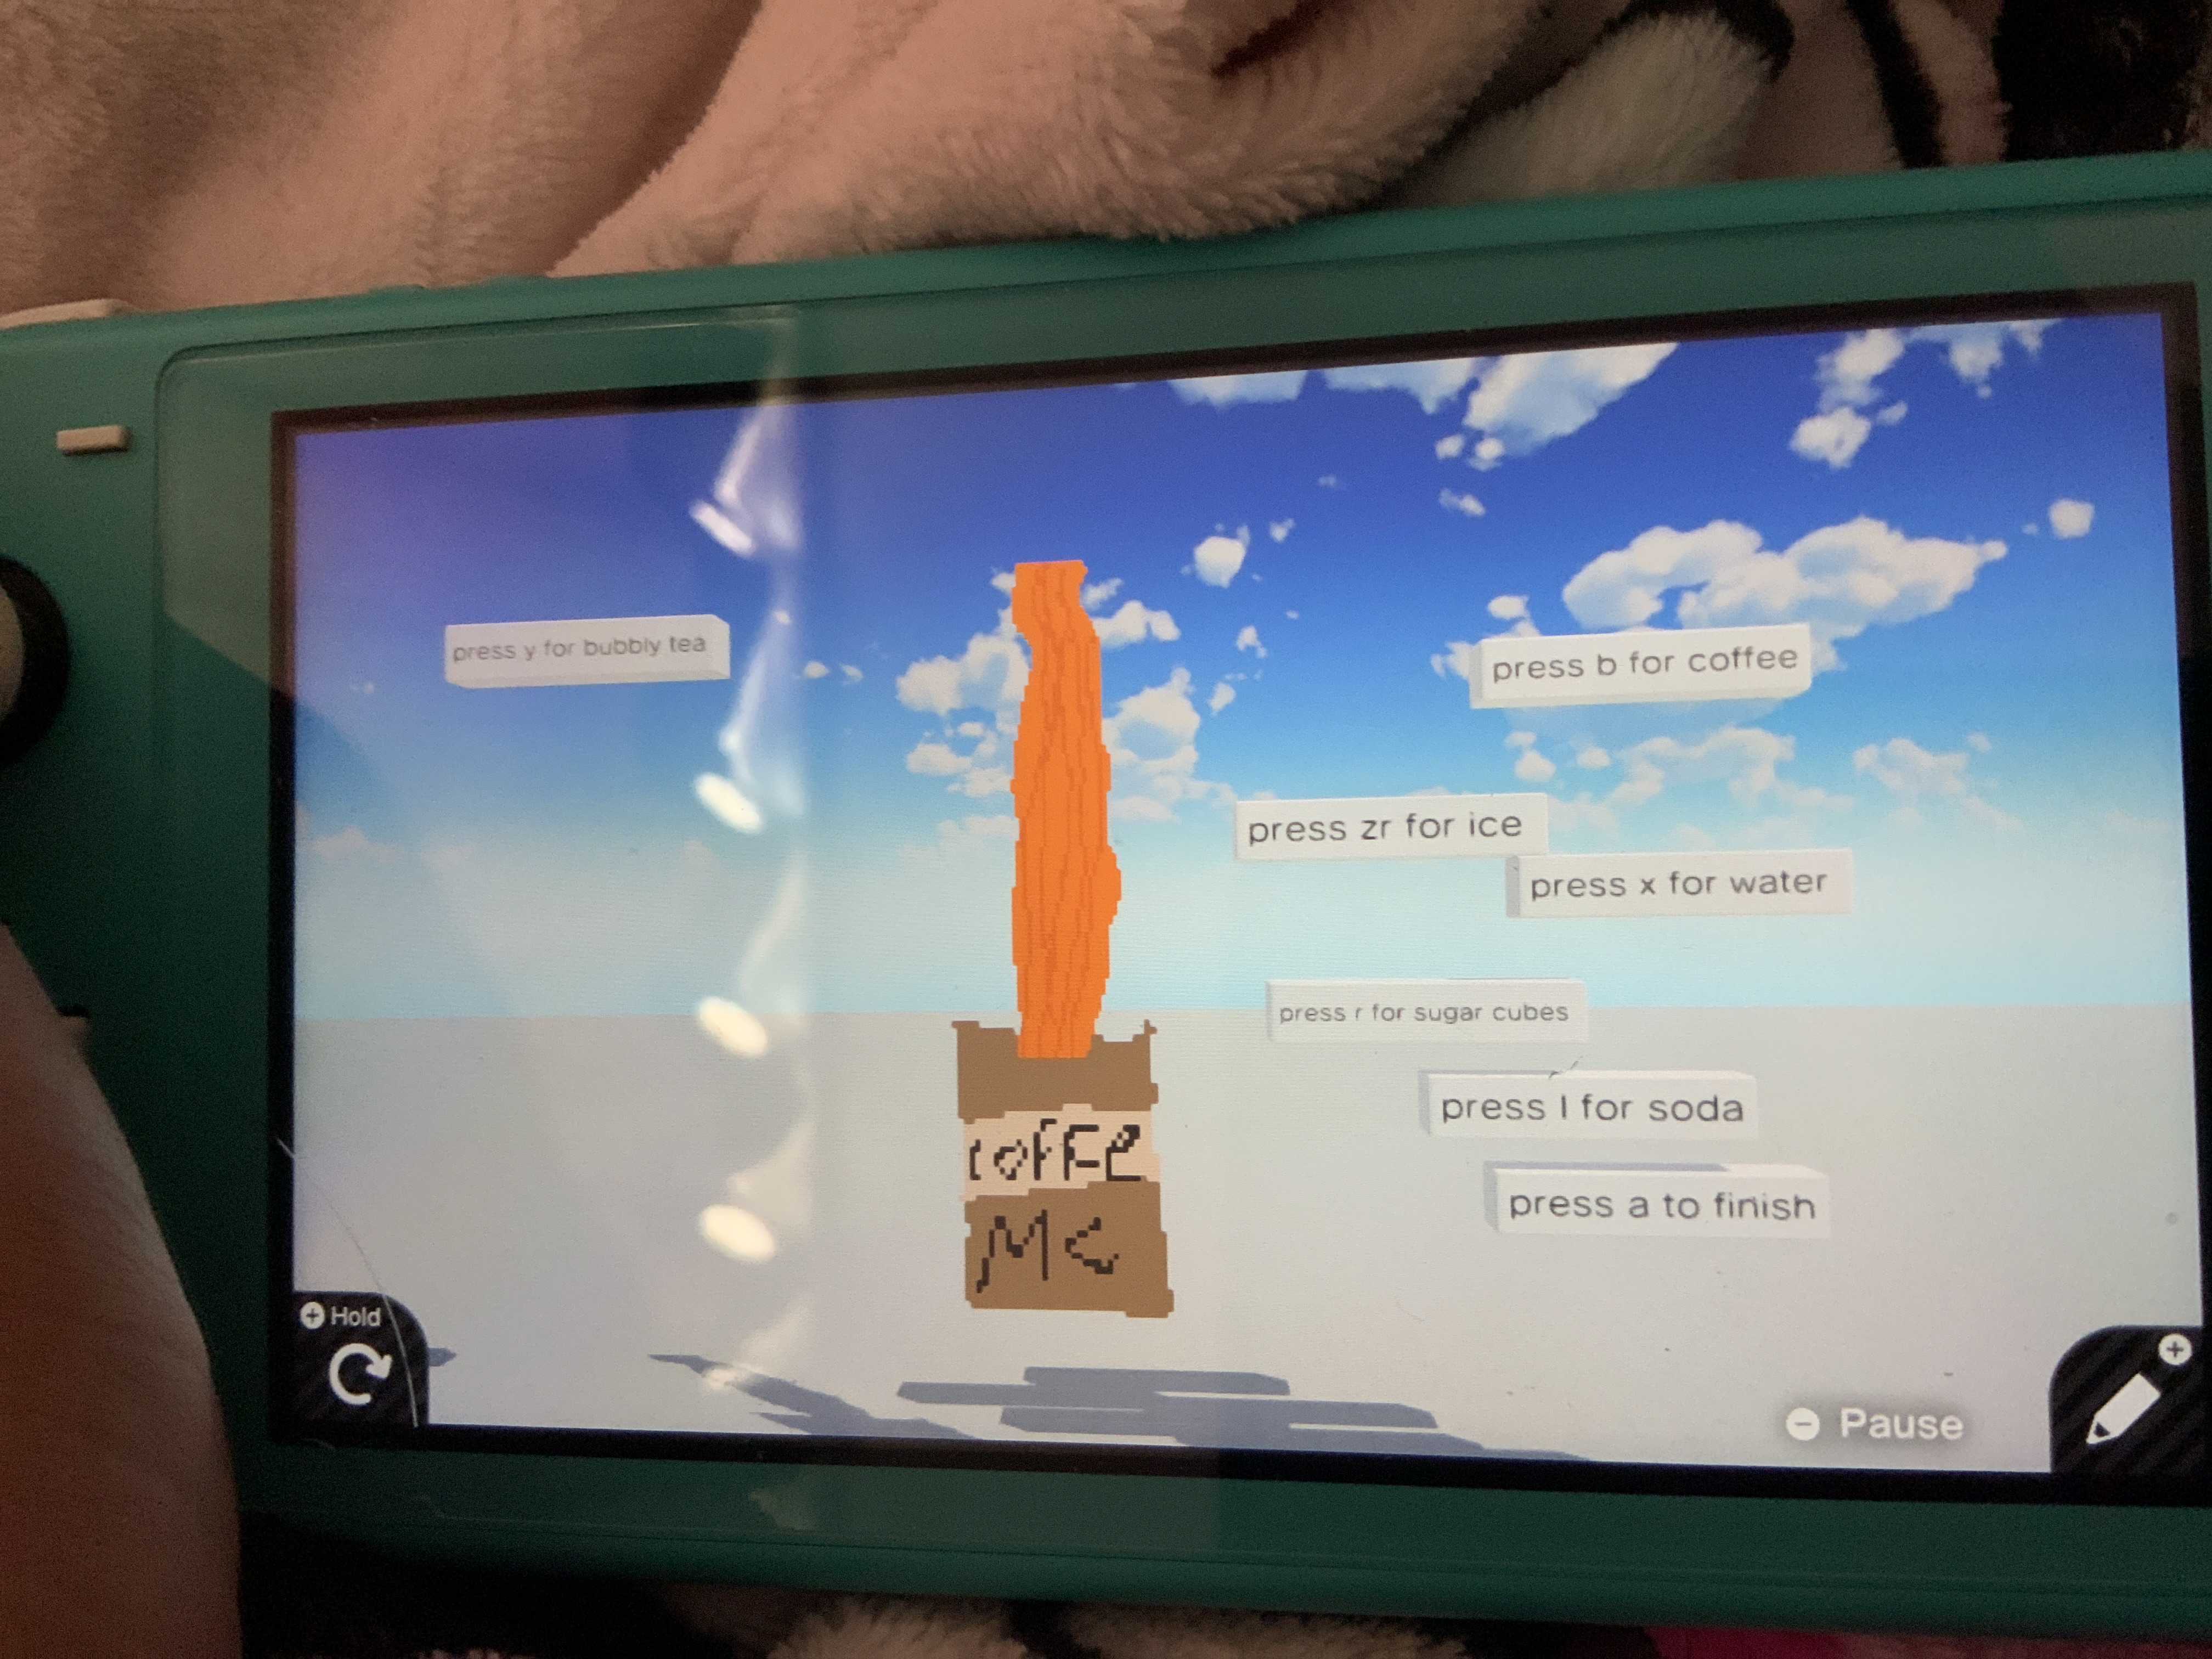 press y for bubbly tea
press b for coffee
press zr for ice
press x for water
press r for sugar cubes
press l for soda
press a to finish
coffe
Mc
Hold
Pause